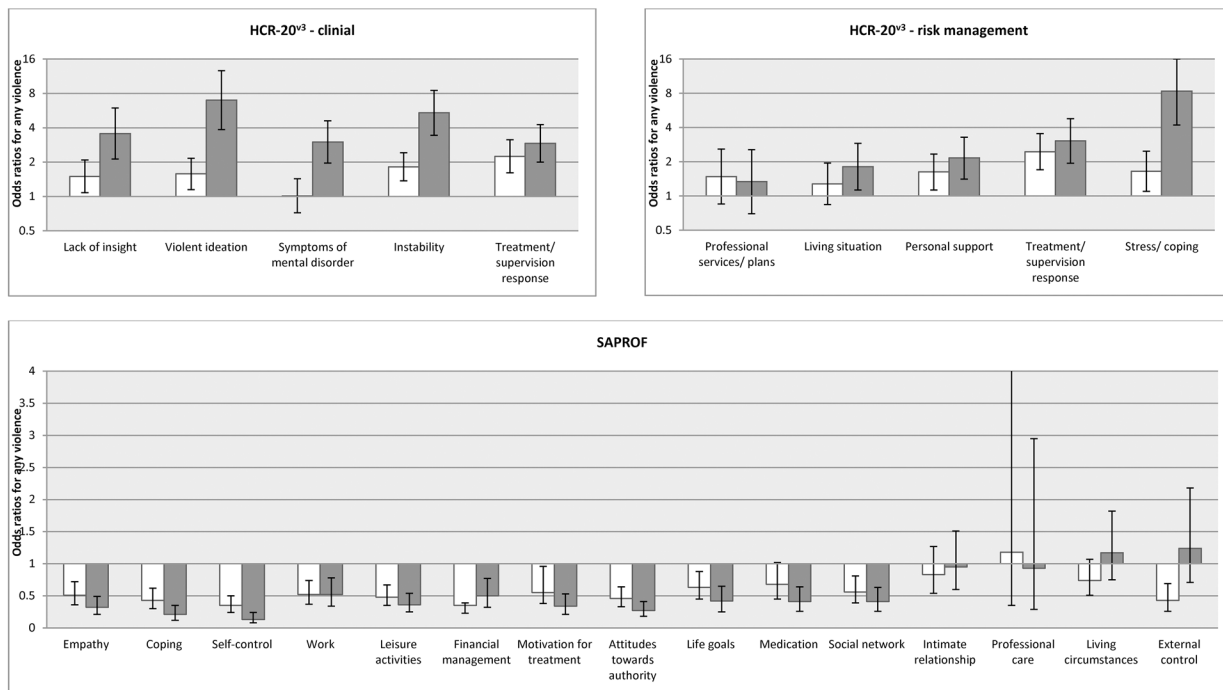 HCR-20v3 - clinial
Odds ratios for any violence
16
8
4
2
1
0.5
Lack of insight
Violent ideation
Symptoms of
mental disorder
Instability
Treatment/
supervision
response
HCR-20v3 - risk management
Odds ratios for any violence
16
8
4
2
1
0.5
Professional
services/ plans
Living situation
Personal support
Treatment/
supervision
response
Stress/ coping
SAPROF
Odds ratios for any violence
4
3.5
3
2.5
2
1.5
1
0.5
0
Empathy
Coping
Self-control
Work
Leisure
activities
Financial
management
Motivation for
treatment
Attitudes
towards
authority
Life goals
Medication
Social network
Intimate
relationship
Professional
care
Living
circumstances
External
control